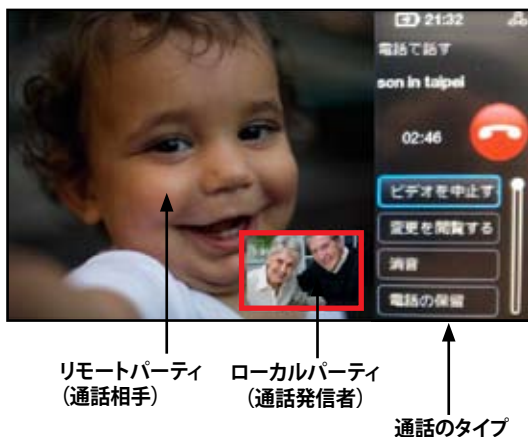 21:32
電話で話す
son in taipei
02:46
ビデオを中止す
変更を閲覧する
消音
電話の保留
リモートパーティ
(通話相手)
ローカルパーティ
(通話発信者)
通話のタイプ